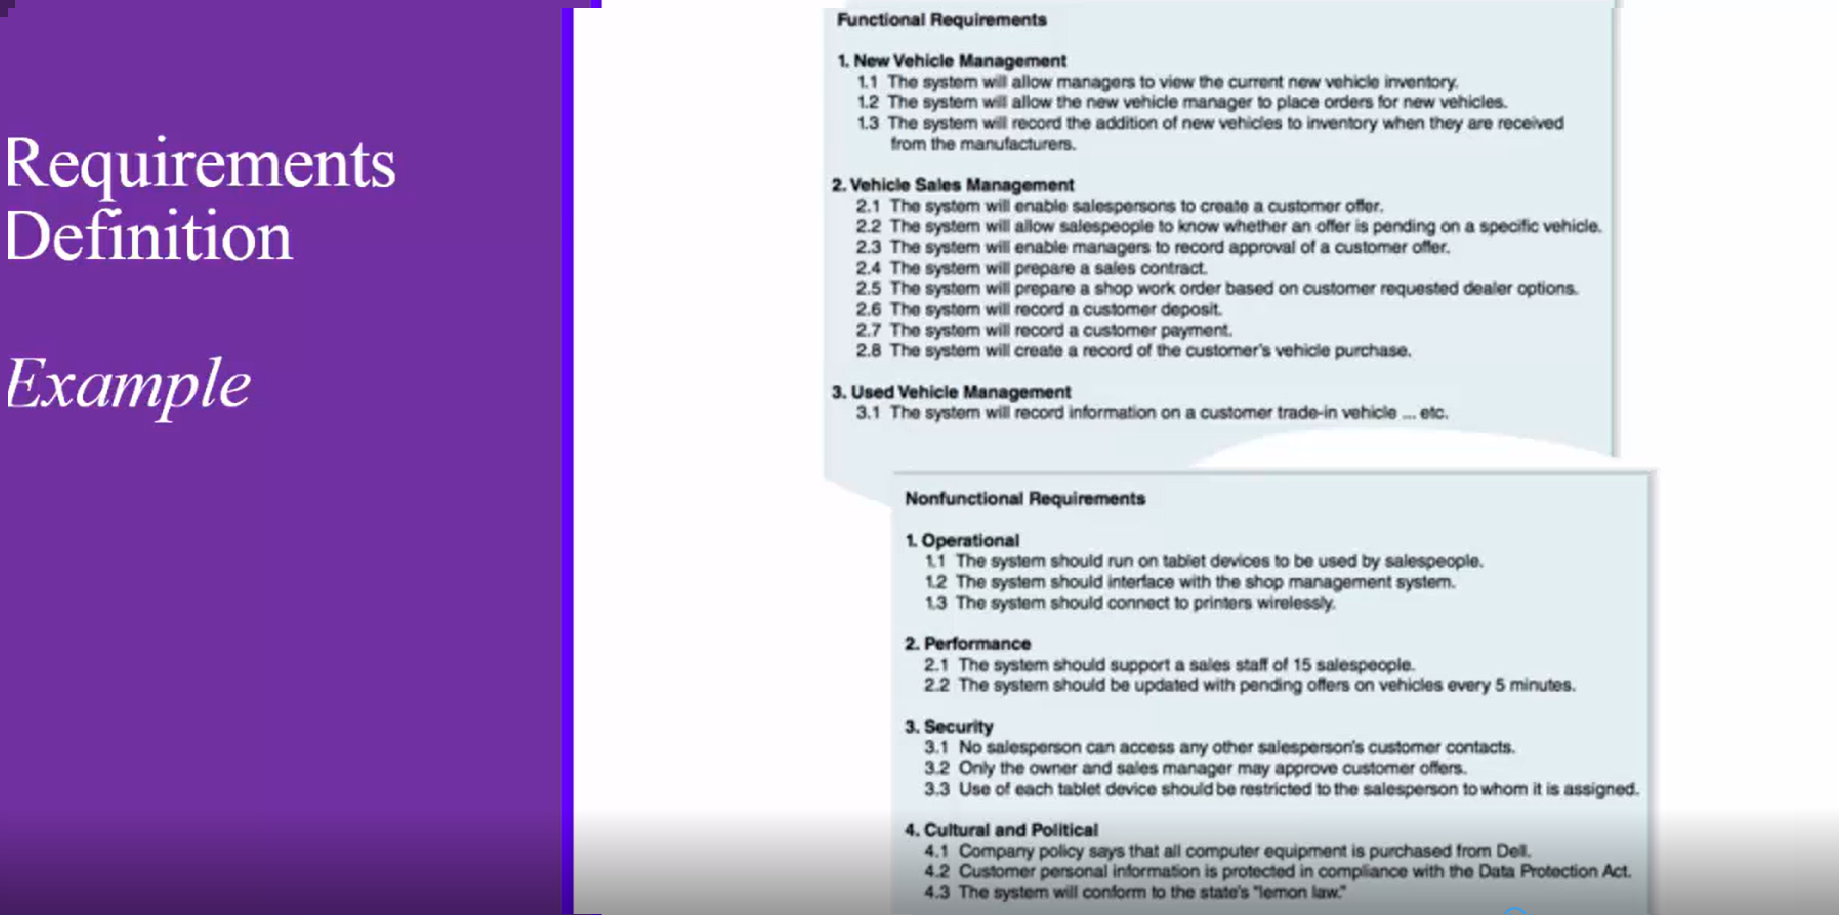 Requirements
Definition
Example
Functional Requirements
1. New Vehicle Management
1.1 The system will allow managers to view the current new vehicle inventory.
1.2 The system will allow the new vehicle manager to place orders for new vehicles.
1.3 The system will record the addition of new vehicles to inventory when they are received
from the manufacturers.
2. Vehicle Sales Management
2.1 The system will enable salespersons to create a customer offer.
2.2 The system will allow salespeople to know whether an offer is pending on a specific vehicle.
2.3 The system will enable managers to record approval of a customer offer.
2.4 The system will prepare a sales contract.
2.5 The system will prepare a shop work order based on customer requested dealer options.
2.6 The system will record a customer deposit.
2.7 The system will record a customer payment.
2.8 The system will create a record of the customer's vehicle purchase.
3. Used Vehicle Management
3.1 The system will record information on a customer trade-in vehicle ... etc.
Nonfunctional Requirements
1. Operational
1.1 The system should run on tablet devices to be used by salespeople.
1.2 The system should interface with the shop management system.
1.3 The system should connect to printers wirelessly.
2. Performance
2.1 The system should support a sales staff of 15 salespeople.
2.2 The system should be updated with pending offers on vehicles every 5 minutes.
3. Security
3.1 No salesperson can access any other salesperson's customer contacts.
3.2 Only the owner and sales manager may approve customer offers.
3.3 Use of each tablet device should be restricted to the salesperson to whom it is assigned.
4. Cultural and Political
4.1 Company policy says that all computer equipment is purchased from Dell.
4.2 Customer personal information is protected in compliance with the Data Protection Act.
4.3 The system will conform to the state's "lemon law."